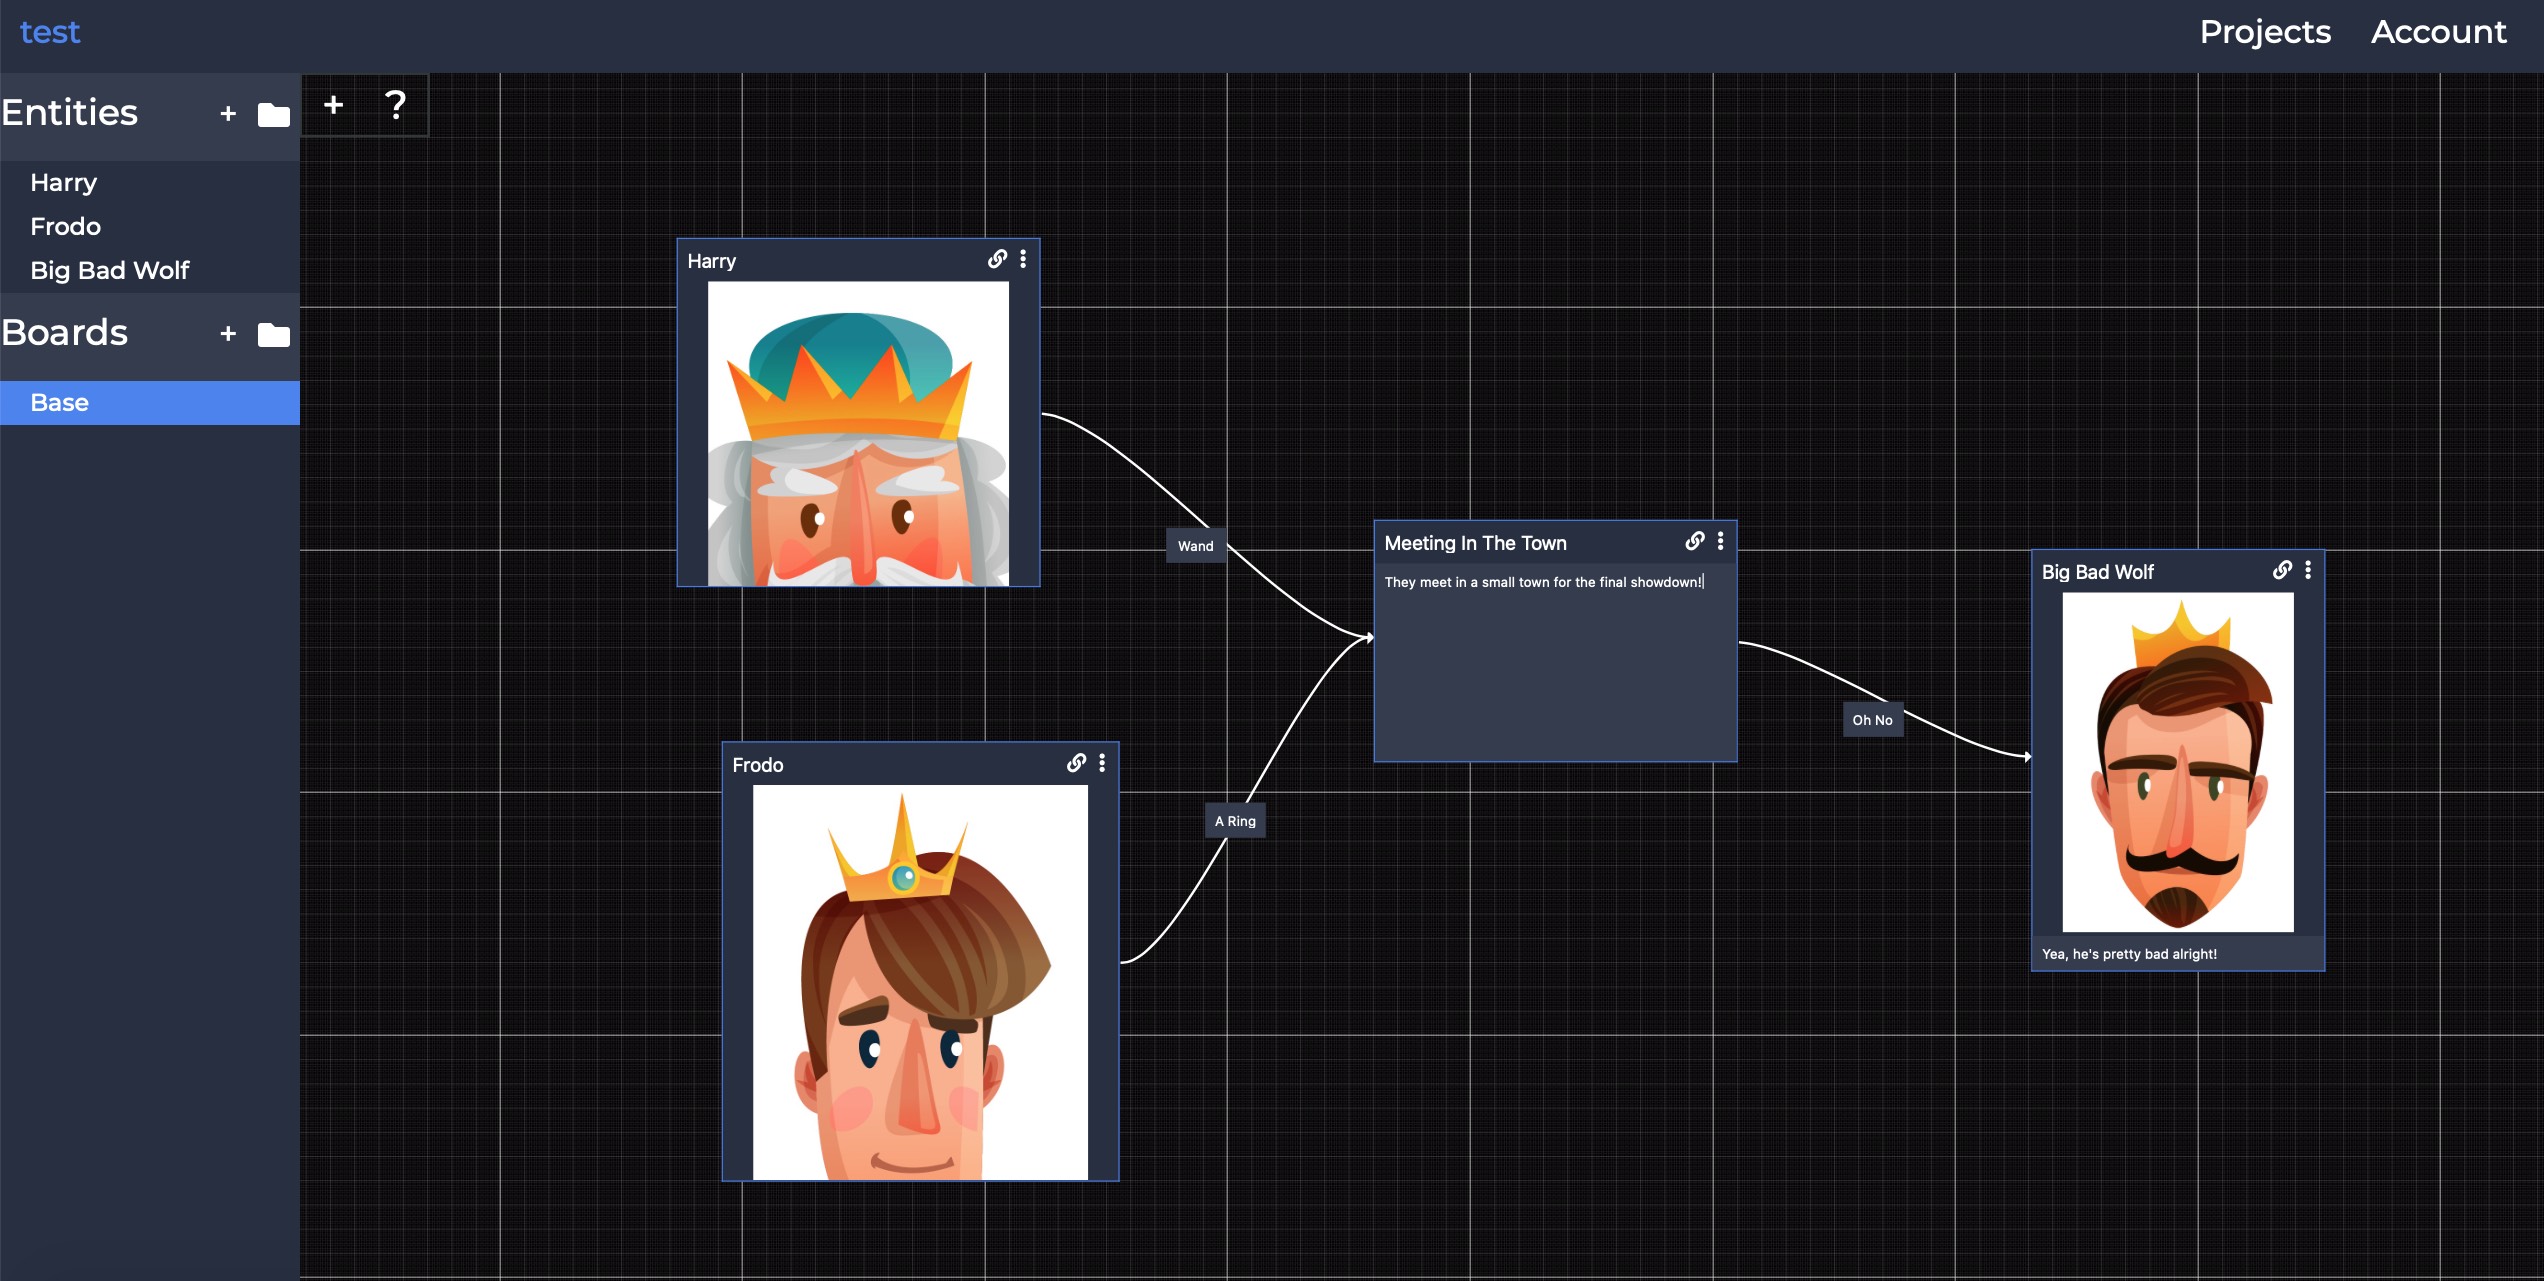 test
Projects
Account
Entities +
Harry
Frodo
Big Bad Wolf
Boards +
Base
+ ?
Harry
Wand
Meeting In The Town
They meet in a small town for the final showdown!
Frodo
A Ring
Oh No
Big Bad Wolf
Yea, he's pretty bad alright!